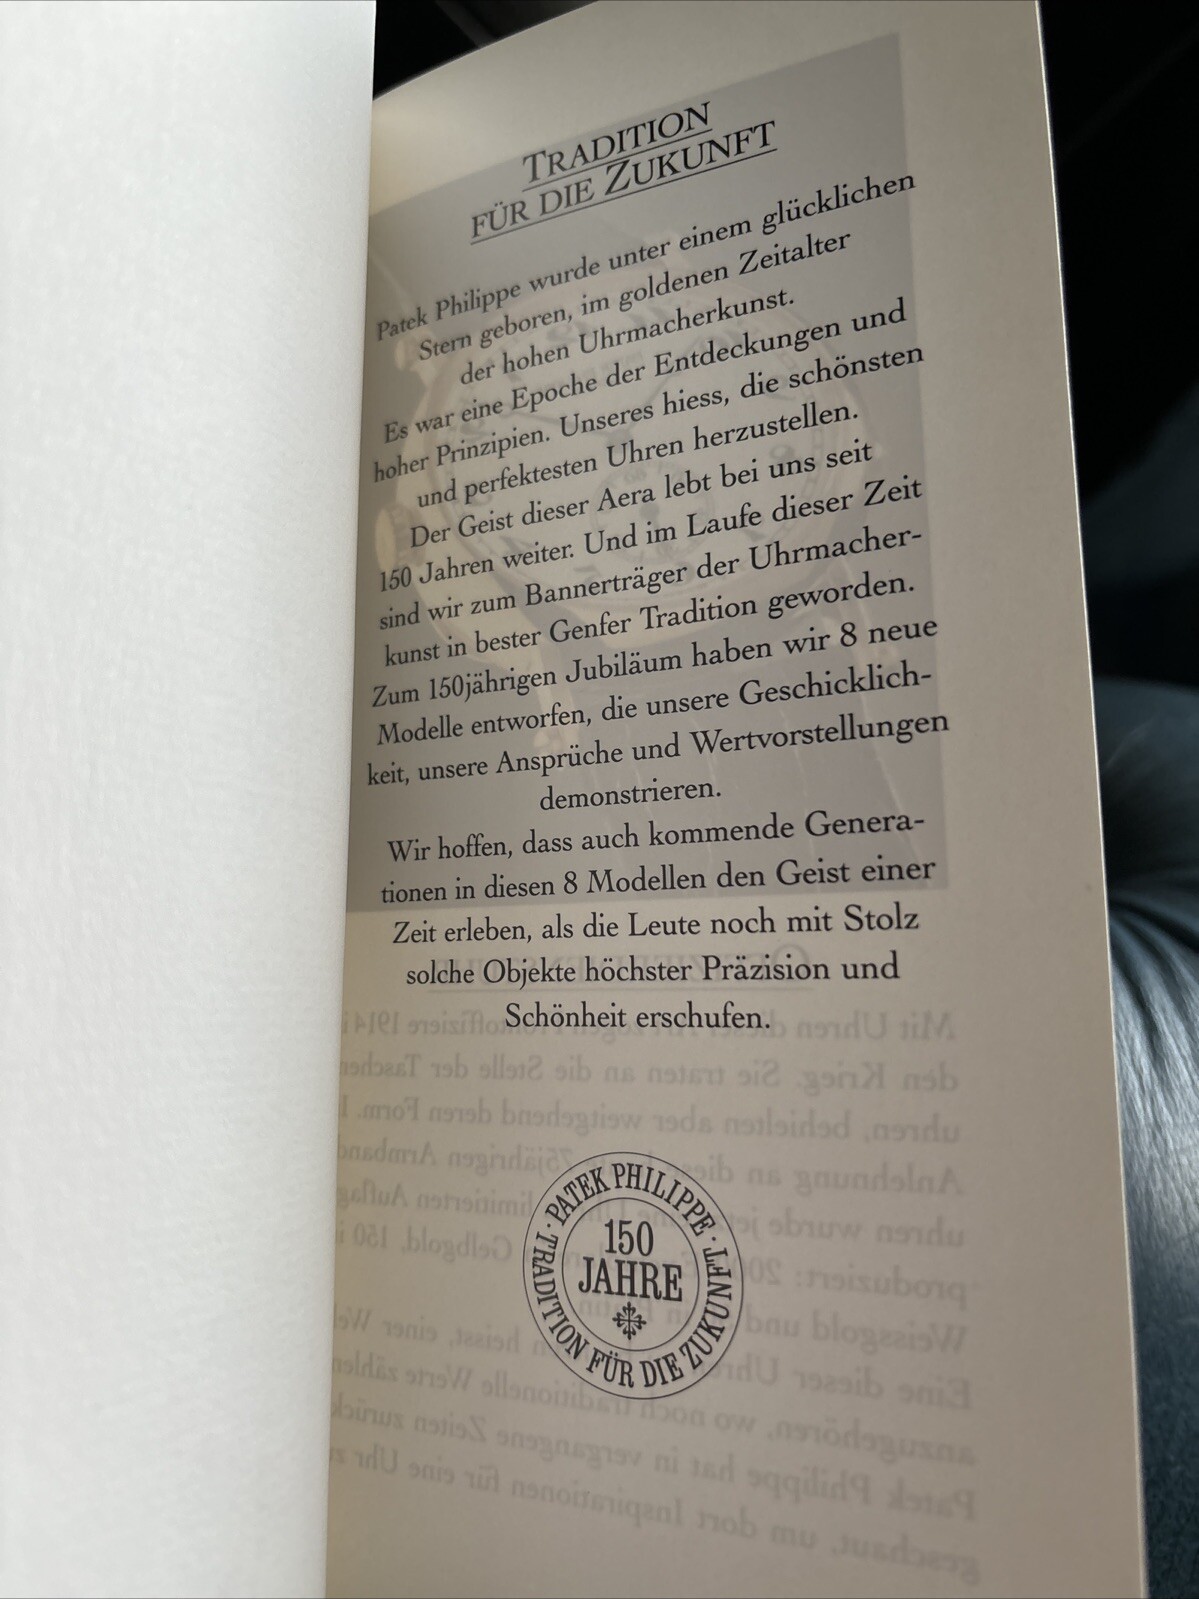 TRADITION
FÜR DIE ZUKUNFT
Patek Philippe wurde unter einem glücklichen
Stern geboren, im goldenen Zeitalter
der hohen Uhrmacherkunst.
Es war eine Epoche der Entdeckungen und
hoher Prinzipien. Unseres hiess, die schönsten
und perfektesten Uhren herzustellen.
Der Geist dieser Aera lebt bei uns seit
150 Jahren weiter. Und im Laufe dieser Zeit
sind wir zum Bannerträger der Uhrmacher-
kunst in bester Genfer Tradition geworden.
Zum 150jährigen Jubiläum haben wir 8 neue
Modelle entworfen, die unsere Geschicklich-
keit, unsere Ansprüche und Wertvorstellungen
demonstrieren.
Wir hoffen, dass auch kommende Genera-
tionen in diesen 8 Modellen den Geist einer
Zeit erleben, als die Leute noch mit Stolz
solche Objekte höchster Präzision und
Schönheit erschufen.
· PATEK PHILIPPE ·
150
JAHRE
TRADITION FÜR DIE ZUKUNFT